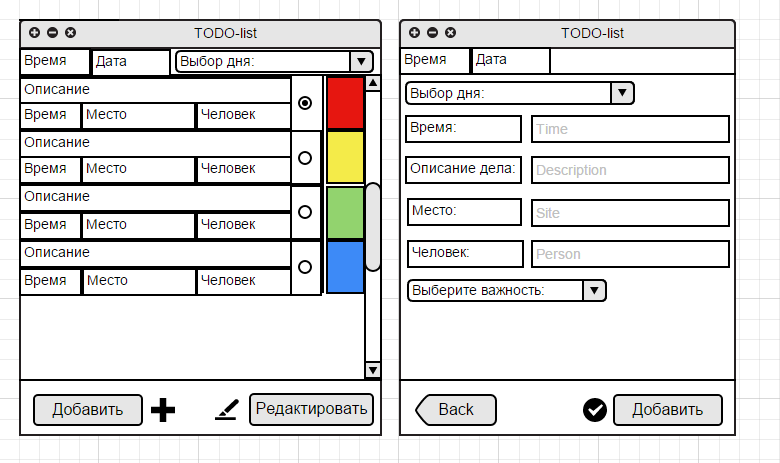 TODO-list
Время Дата Выбор дня:
Описание
Время Место Человек
Описание
Время Место Человек
Описание
Время Место Человек
Описание
Время Место Человек
Добавить Редактировать
TODO-list
Время Дата
Выбор дня:
Время: Time
Описание дела: Description
Место: Site
Человек: Person
Выберите важность:
Back Добавить